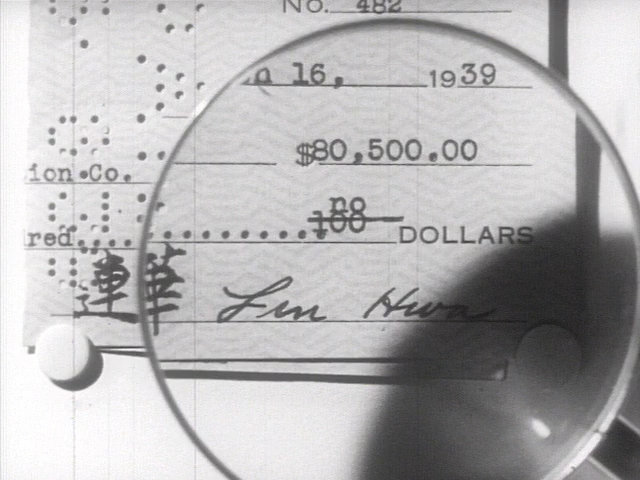 No. 482
n 16, 1939
$80,500.00
ion Co.
no
red..................100 DOLLARS
連華 Lin Hwa